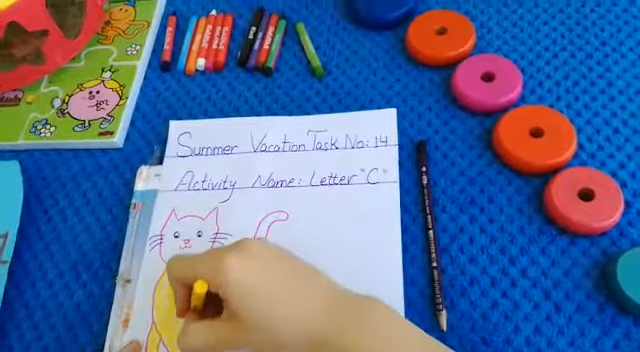 Summer Vacation Task No: 14
Activity Name: Letter "C"